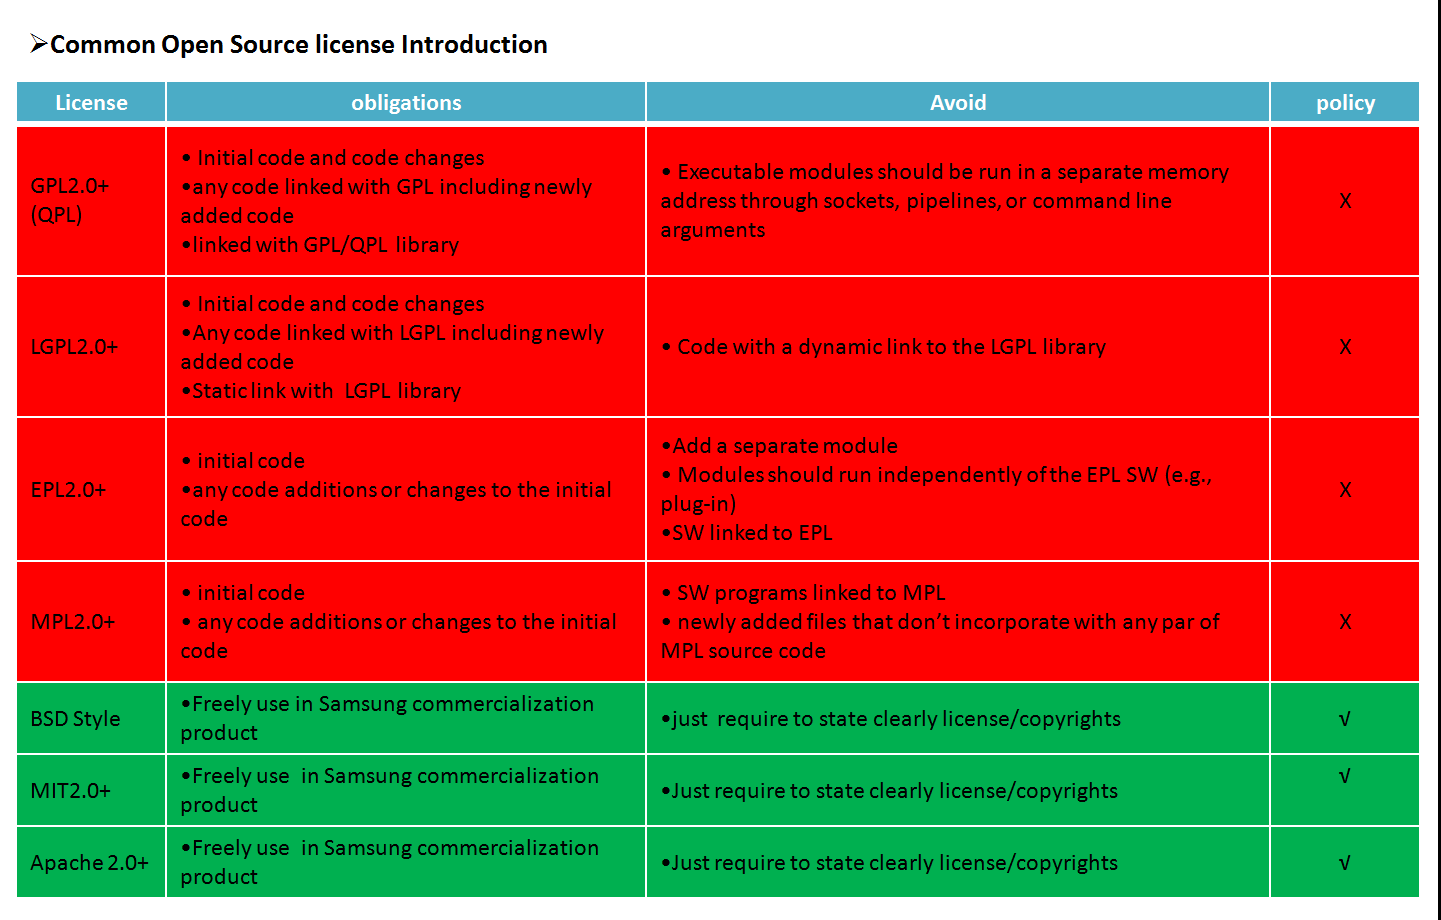 ➢Common Open Source license Introduction
License obligations Avoid policy
GPL2.0+
(QPL)
• Initial code and code changes
•any code linked with GPL including newly
added code
•linked with GPL/QPL library
• Executable modules should be run in a separate memory
address through sockets, pipelines, or command line
arguments
X
LGPL2.0+
• Initial code and code changes
•Any code linked with LGPL including newly
added code
•Static link with LGPL library
• Code with a dynamic link to the LGPL library
X
EPL2.0+
• initial code
•any code additions or changes to the initial
code
•Add a separate module
• Modules should run independently of the EPL SW (e.g.,
plug-in)
•SW linked to EPL
X
MPL2.0+
• initial code
• any code additions or changes to the initial
code
• SW programs linked to MPL
• newly added files that don’t incorporate with any par of
MPL source code
X
BSD Style
•Freely use in Samsung commercialization
product
•just require to state clearly license/copyrights
√
MIT2.0+
•Freely use in Samsung commercialization
product
•Just require to state clearly license/copyrights
√
Apache 2.0+
•Freely use in Samsung commercialization
product
•Just require to state clearly license/copyrights
√